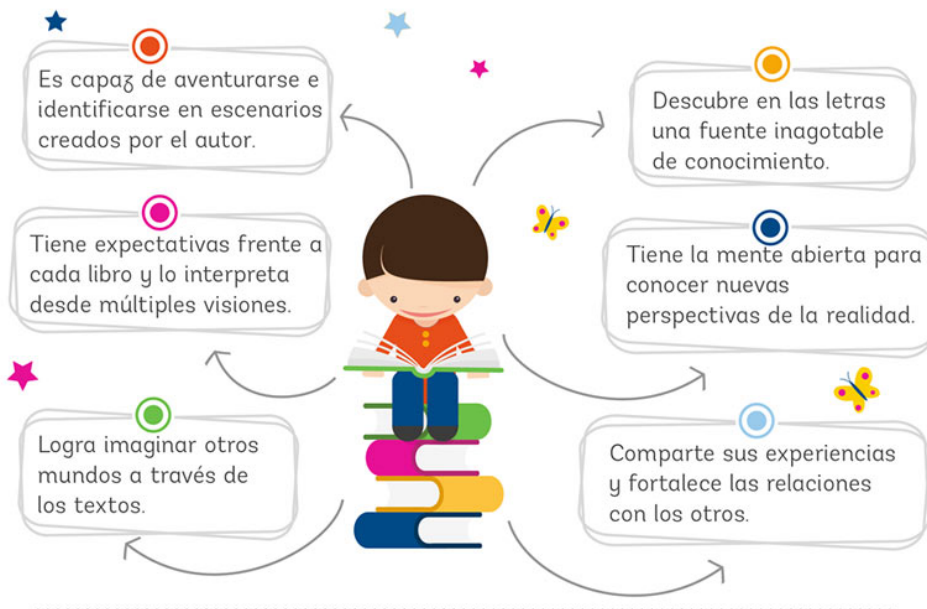 Es capaz de aventurarse e
identificarse en escenarios
creados por el autor.
Tiene expectativas frente a
cada libro y lo interpreta
desde múltiples visiones.
Logra imaginar otros
mundos a través de
los textos.
Descubre en las letras
una fuente inagotable
de conocimiento.
Tiene la mente abierta para
conocer nuevas
perspectivas de la realidad.
Comparte sus experiencias
y fortalece las relaciones
con los otros.